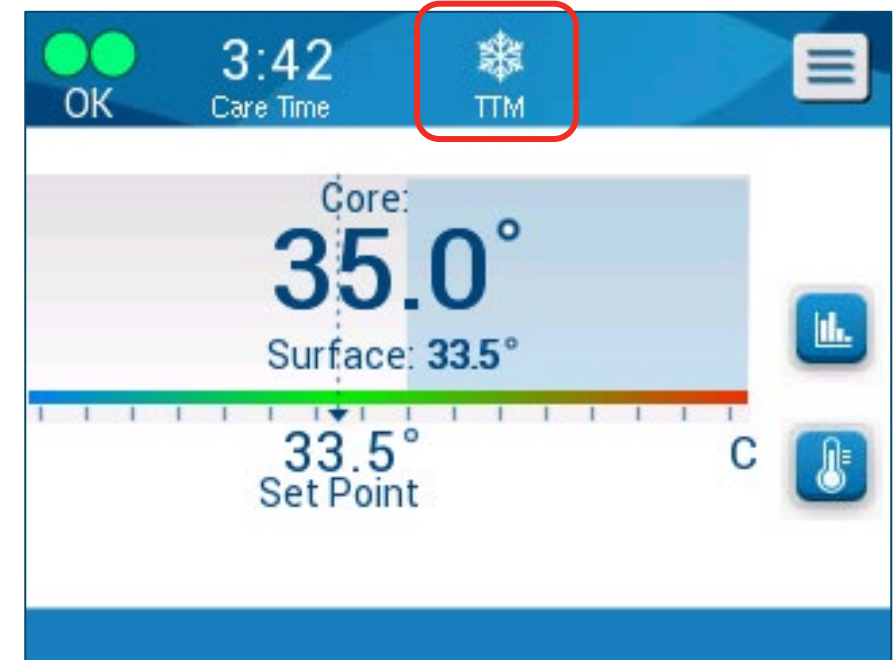 3:42
OK
Care Time
TTM
Core:
35.0°
Surface: 33.5°
33.5°
C
Set Point